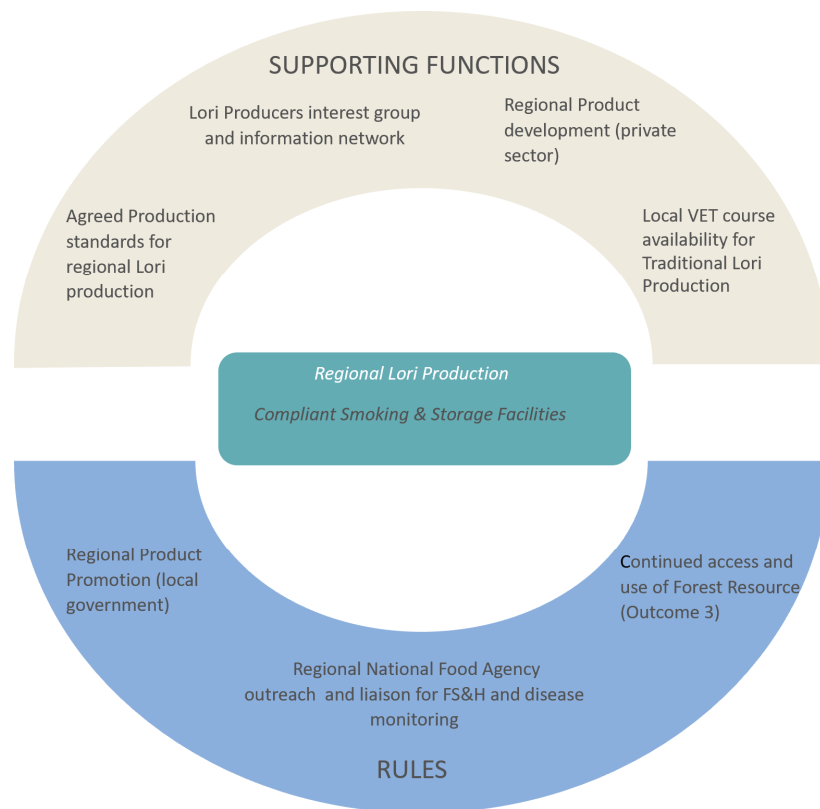 SUPPORTING FUNCTIONS
Lori Producers interest group
and information network
Regional Product
development (private
sector)
Agreed Production
standards for
regional Lori
production
Local VET course
availability for
Traditional Lori
Production
Regional Lori Production
Compliant Smoking & Storage Facilities
Regional Product
Promotion (local
government)
Continued access and
use of Forest Resource
(Outcome 3)
Regional National Food Agency
outreach and liaison for FS&H and disease
monitoring
RULES